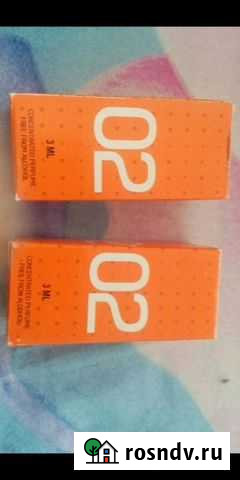 02
3 ML
CONCENTRATED PERFUME
- FREE FROM ALCOHOL -
02
3 ML
CONCENTRATED PERFUME
- FREE FROM ALCOHOL -
rosndv.ru